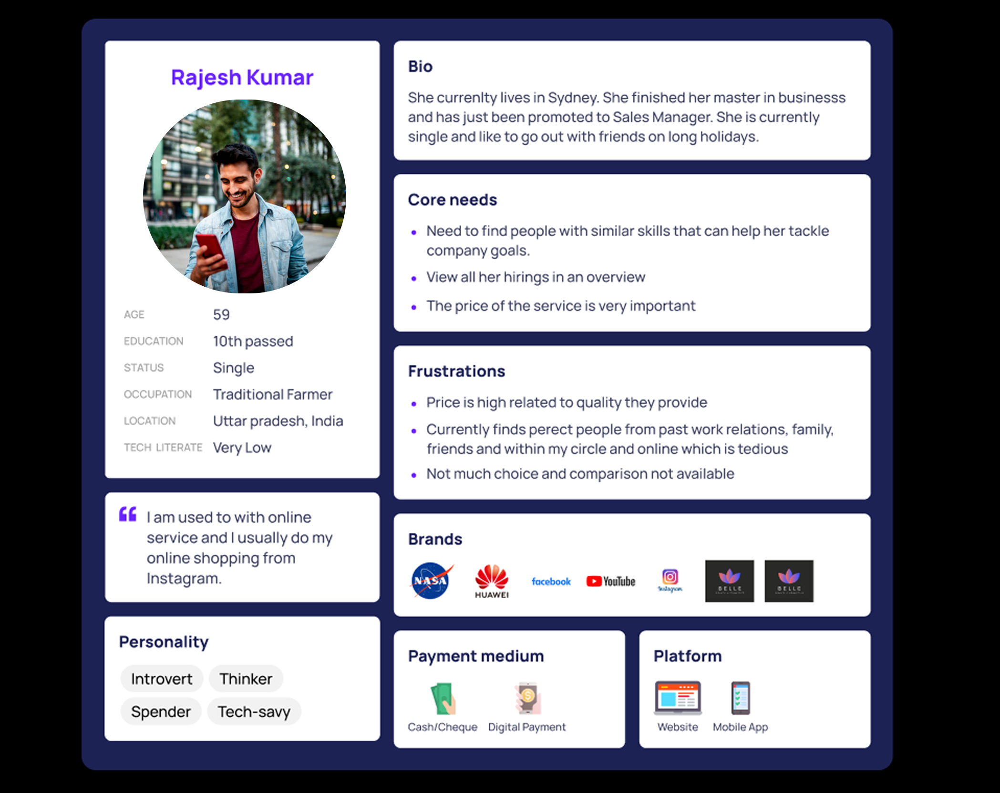 Rajesh Kumar
AGE 59
EDUCATION 10th passed
STATUS Single
OCCUPATION Traditional Farmer
LOCATION Uttar pradesh, India
TECH LITERATE Very Low
“ I am used to with online
service and I usually do my
online shopping from
Instagram.
Personality
Introvert Thinker
Spender Tech-savy
Bio
She currenlty lives in Sydney. She finished her master in businesss
and has just been promoted to Sales Manager. She is currently
single and like to go out with friends on long holidays.
Core needs
• Need to find people with similar skills that can help her tackle
company goals.
• View all her hirings in an overview
• The price of the service is very important
Frustrations
• Price is high related to quality they provide
• Currently finds perect people from past work relations, family,
friends and within my circle and online which is tedious
• Not much choice and comparison not available
Brands
NASA HUAWEI facebook YouTube Instagram BELLE BELLE
Payment medium
Cash/Cheque Digital Payment
Platform
Website Mobile App